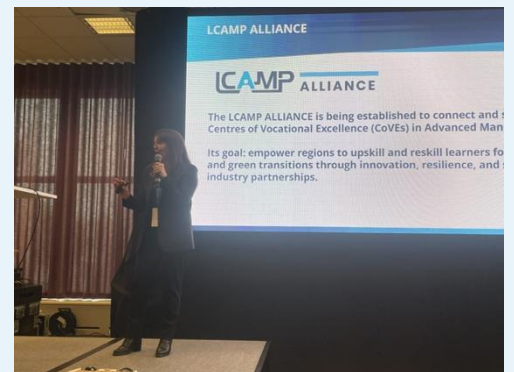 LCAMP ALLIANCE
LCAMP ALLIANCE
The LCAMP ALLIANCE is being established to connect and
Centres of Vocational Excellence (CoVEs) in Advanced
Its goal: empower regions to upskill and reskill learners
and green transitions through innovation, resilience, and
industry partnerships.